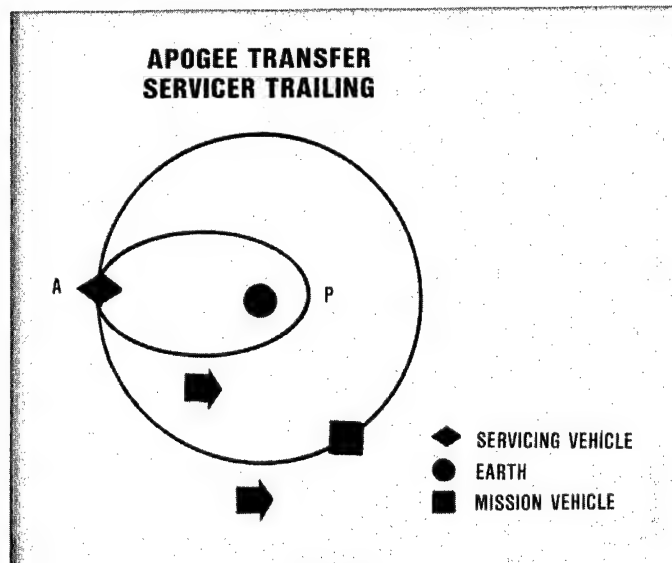 APOGEE TRANSFER
SERVICER TRAILING
A
P
SERVICING VEHICLE
EARTH
MISSION VEHICLE